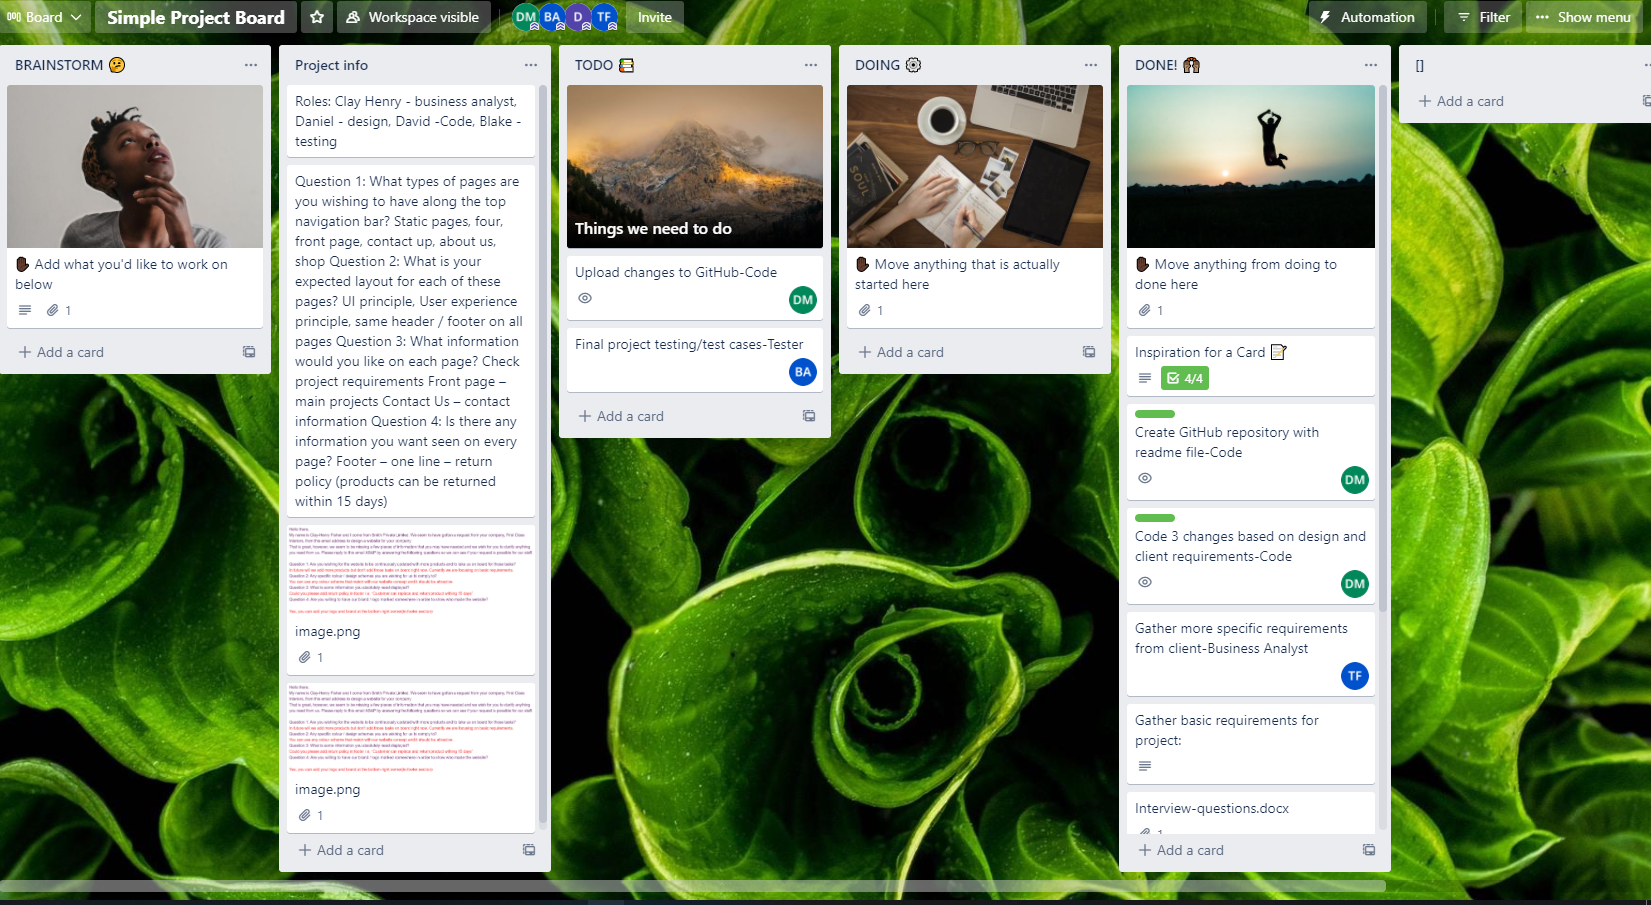 Board
Simple Project Board
Workspace visible
DM
BA
D
TF
Invite
Automation
Filter
Show menu
BRAINSTORM
Add what you'd like to work on
below
1
Add a card
Project info
Roles: Clay Henry - business analyst,
Daniel - design, David -Code, Blake -
testing
Question 1: What types of pages are
you wishing to have along the top
navigation bar? Static pages, four,
front page, contact up, about us,
shop Question 2: What is your
expected layout for each of these
pages? UI principle, User experience
principle, same header / footer on all
pages Question 3: What information
would you like on each page? Check
project requirements Front page –
main projects Contact Us – contact
information Question 4: Is there any
information you want seen on every
page? Footer – one line – return
policy (products can be returned
within 15 days)
image.png
1
image.png
1
Add a card
TODO
Things we need to do
Upload changes to GitHub-Code
DM
Final project testing/test cases-Tester
BA
Add a card
DOING
SOUL
Move anything that is actually
started here
1
Add a card
DONE!
Move anything from doing to
done here
1
Inspiration for a Card
4/4
Create GitHub repository with
readme file-Code
DM
Code 3 changes based on design and
client requirements-Code
DM
Gather more specific requirements
from client-Business Analyst
TF
Gather basic requirements for
project:
Interview-questions.docx
1
Add a card
[]
Add a card